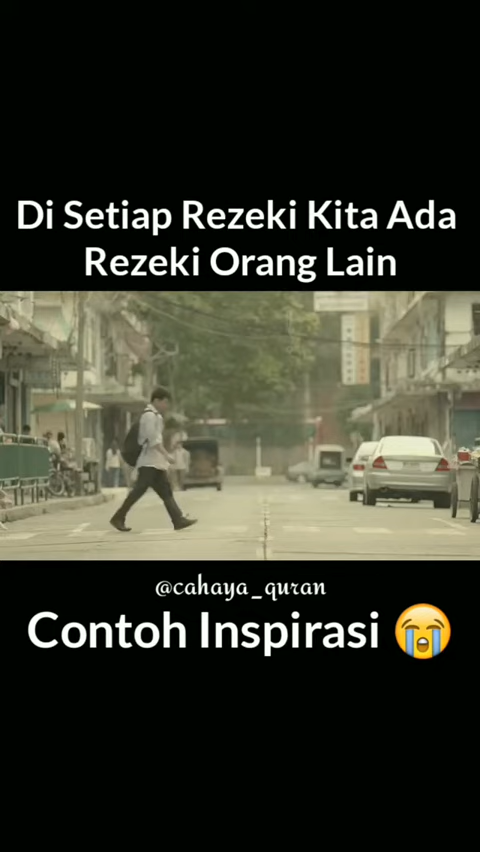 Di Setiap Rezeki Kita Ada
Rezeki Orang Lain
@cahaya_quran
Contoh Inspirasi 😭